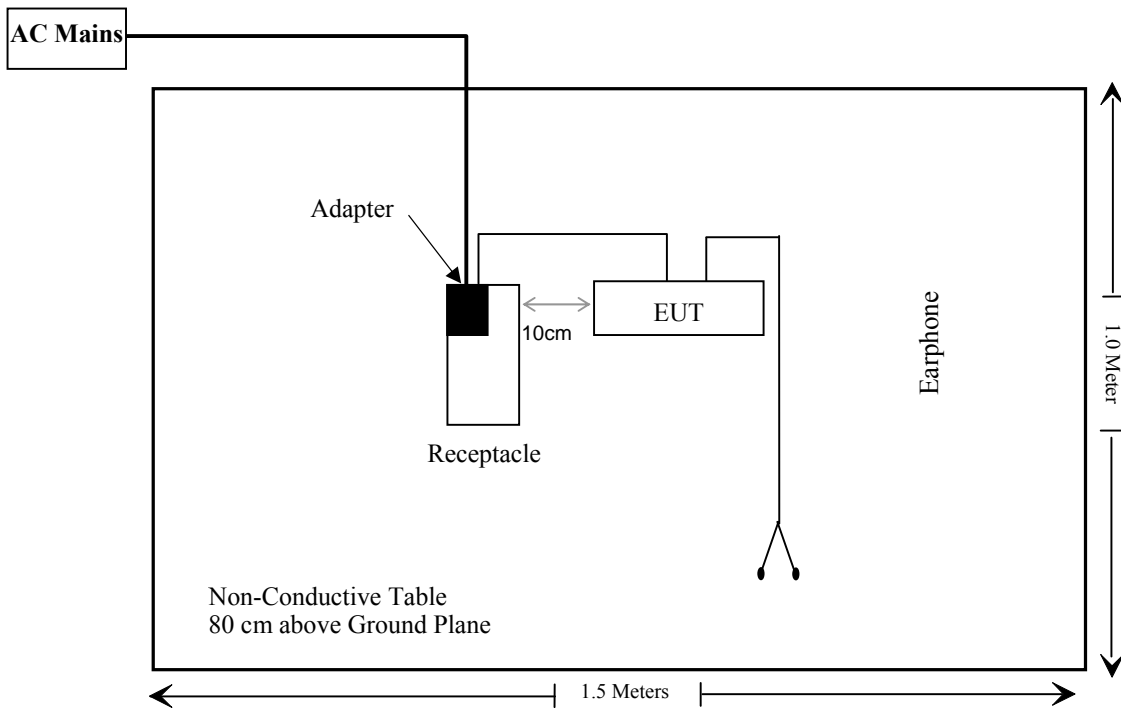 AC Mains
Adapter
EUT
10cm
Earphone
1.0 Meter
Receptacle
Non-Conductive Table
80 cm above Ground Plane
1.5 Meters